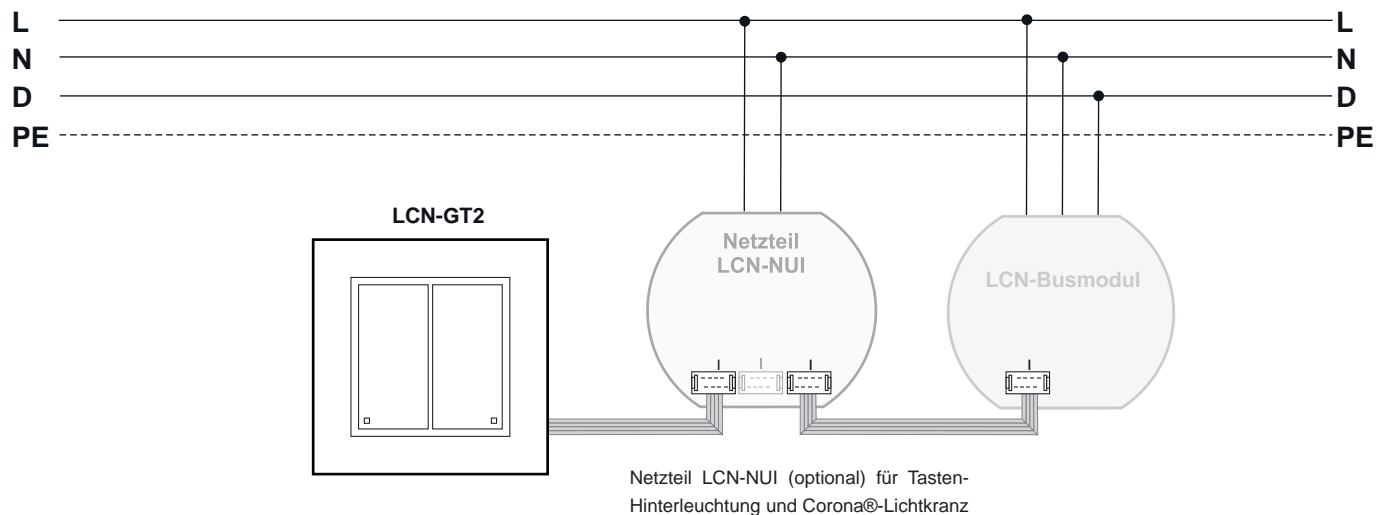 L L
N N
D D
PE PE
LCN-GT2
Netzteil
LCN-NUI
LCN-Busmodul
I I I I
Netzteil LCN-NUI (optional) für Tasten-
Hinterleuchtung und Corona®-Lichtkranz